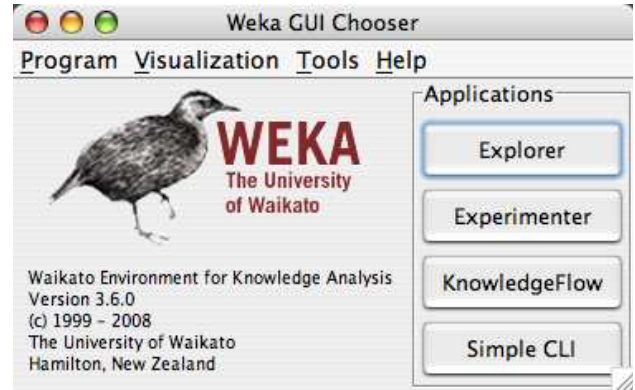 Weka GUI Chooser
Program Visualization Tools Help
WEKA
The University
of Waikato
Waikato Environment for Knowledge Analysis
Version 3.6.0
(c) 1999 - 2008
The University of Waikato
Hamilton, New Zealand
Applications
Explorer
Experimenter
KnowledgeFlow
Simple CLI